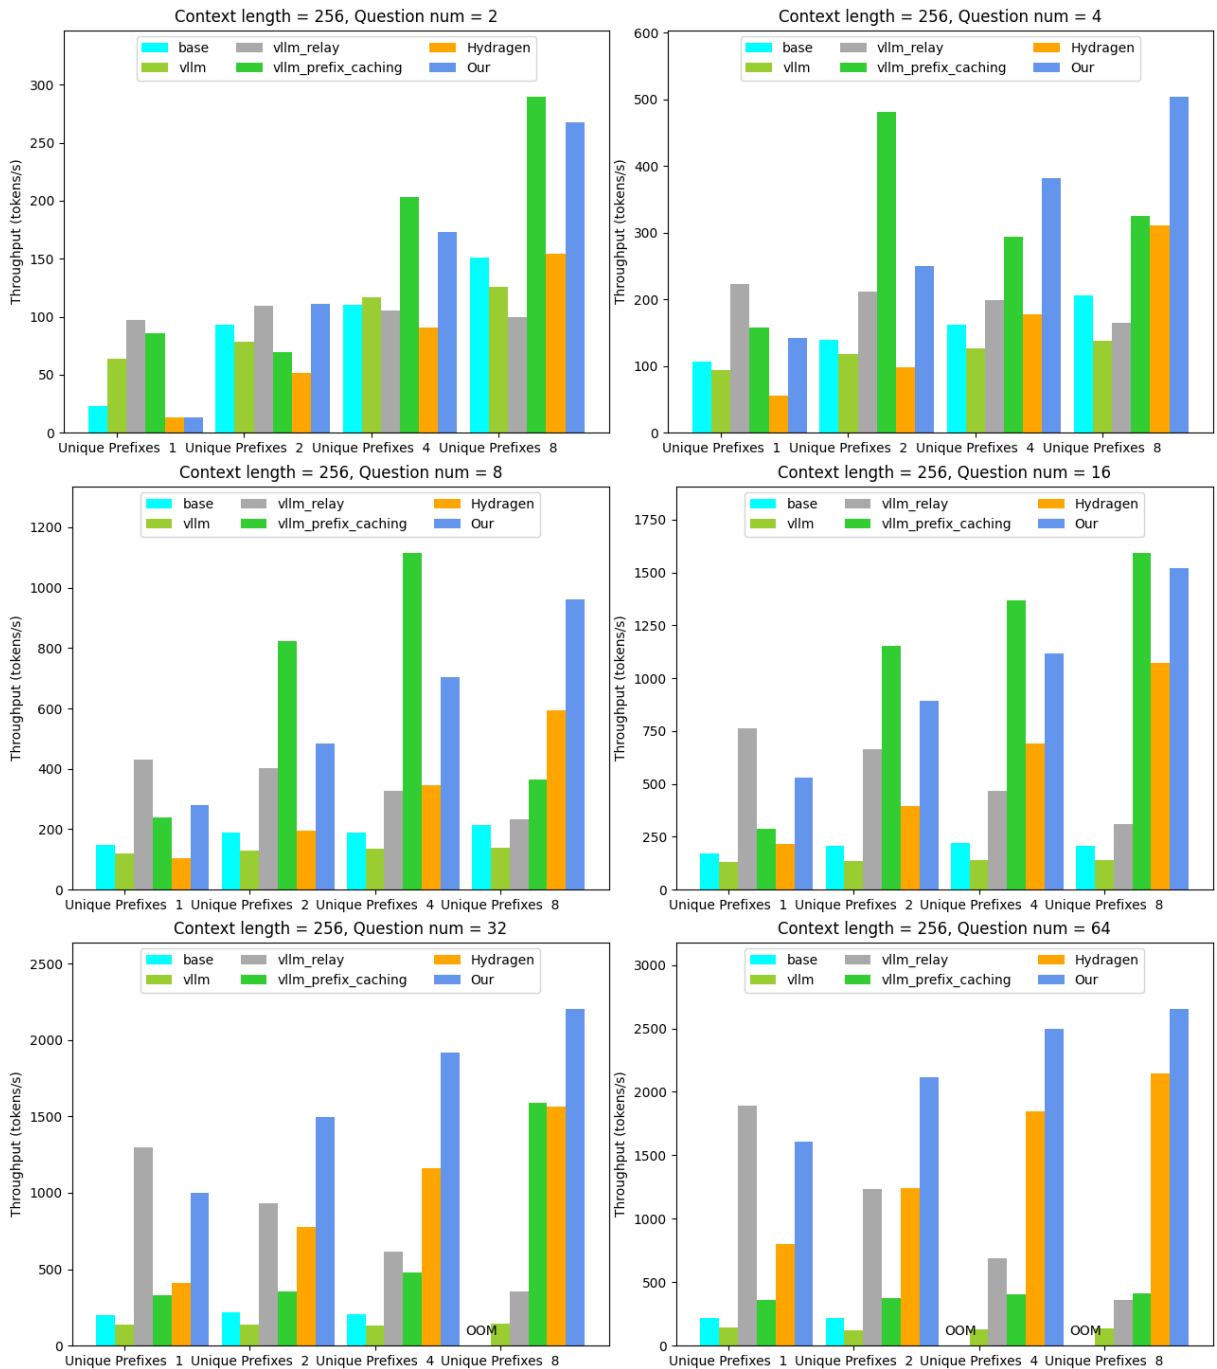 Context length = 256, Question num = 2
base vllm_relay Hydragen
vllm vllm_prefix_caching Our
Throughput (tokens/s)
300
250
200
150
100
50
0
Unique Prefixes 1 Unique Prefixes 2 Unique Prefixes 4 Unique Prefixes 8
Context length = 256, Question num = 4
base vllm_relay Hydragen
vllm vllm_prefix_caching Our
Throughput (tokens/s)
600
500
400
300
200
100
0
Unique Prefixes 1 Unique Prefixes 2 Unique Prefixes 4 Unique Prefixes 8
Context length = 256, Question num = 8
base vllm_relay Hydragen
vllm vllm_prefix_caching Our
Throughput (tokens/s)
1200
1000
800
600
400
200
0
Unique Prefixes 1 Unique Prefixes 2 Unique Prefixes 4 Unique Prefixes 8
Context length = 256, Question num = 16
base vllm_relay Hydragen
vllm vllm_prefix_caching Our
Throughput (tokens/s)
1750
1500
1250
1000
750
500
250
0
Unique Prefixes 1 Unique Prefixes 2 Unique Prefixes 4 Unique Prefixes 8
Context length = 256, Question num = 32
base vllm_relay Hydragen
vllm vllm_prefix_caching Our
Throughput (tokens/s)
2500
2000
1500
1000
500
0
OOM
Unique Prefixes 1 Unique Prefixes 2 Unique Prefixes 4 Unique Prefixes 8
Context length = 256, Question num = 64
base vllm_relay Hydragen
vllm vllm_prefix_caching Our
Throughput (tokens/s)
3000
2500
2000
1500
1000
500
0
OOM OOM
Unique Prefixes 1 Unique Prefixes 2 Unique Prefixes 4 Unique Prefixes 8